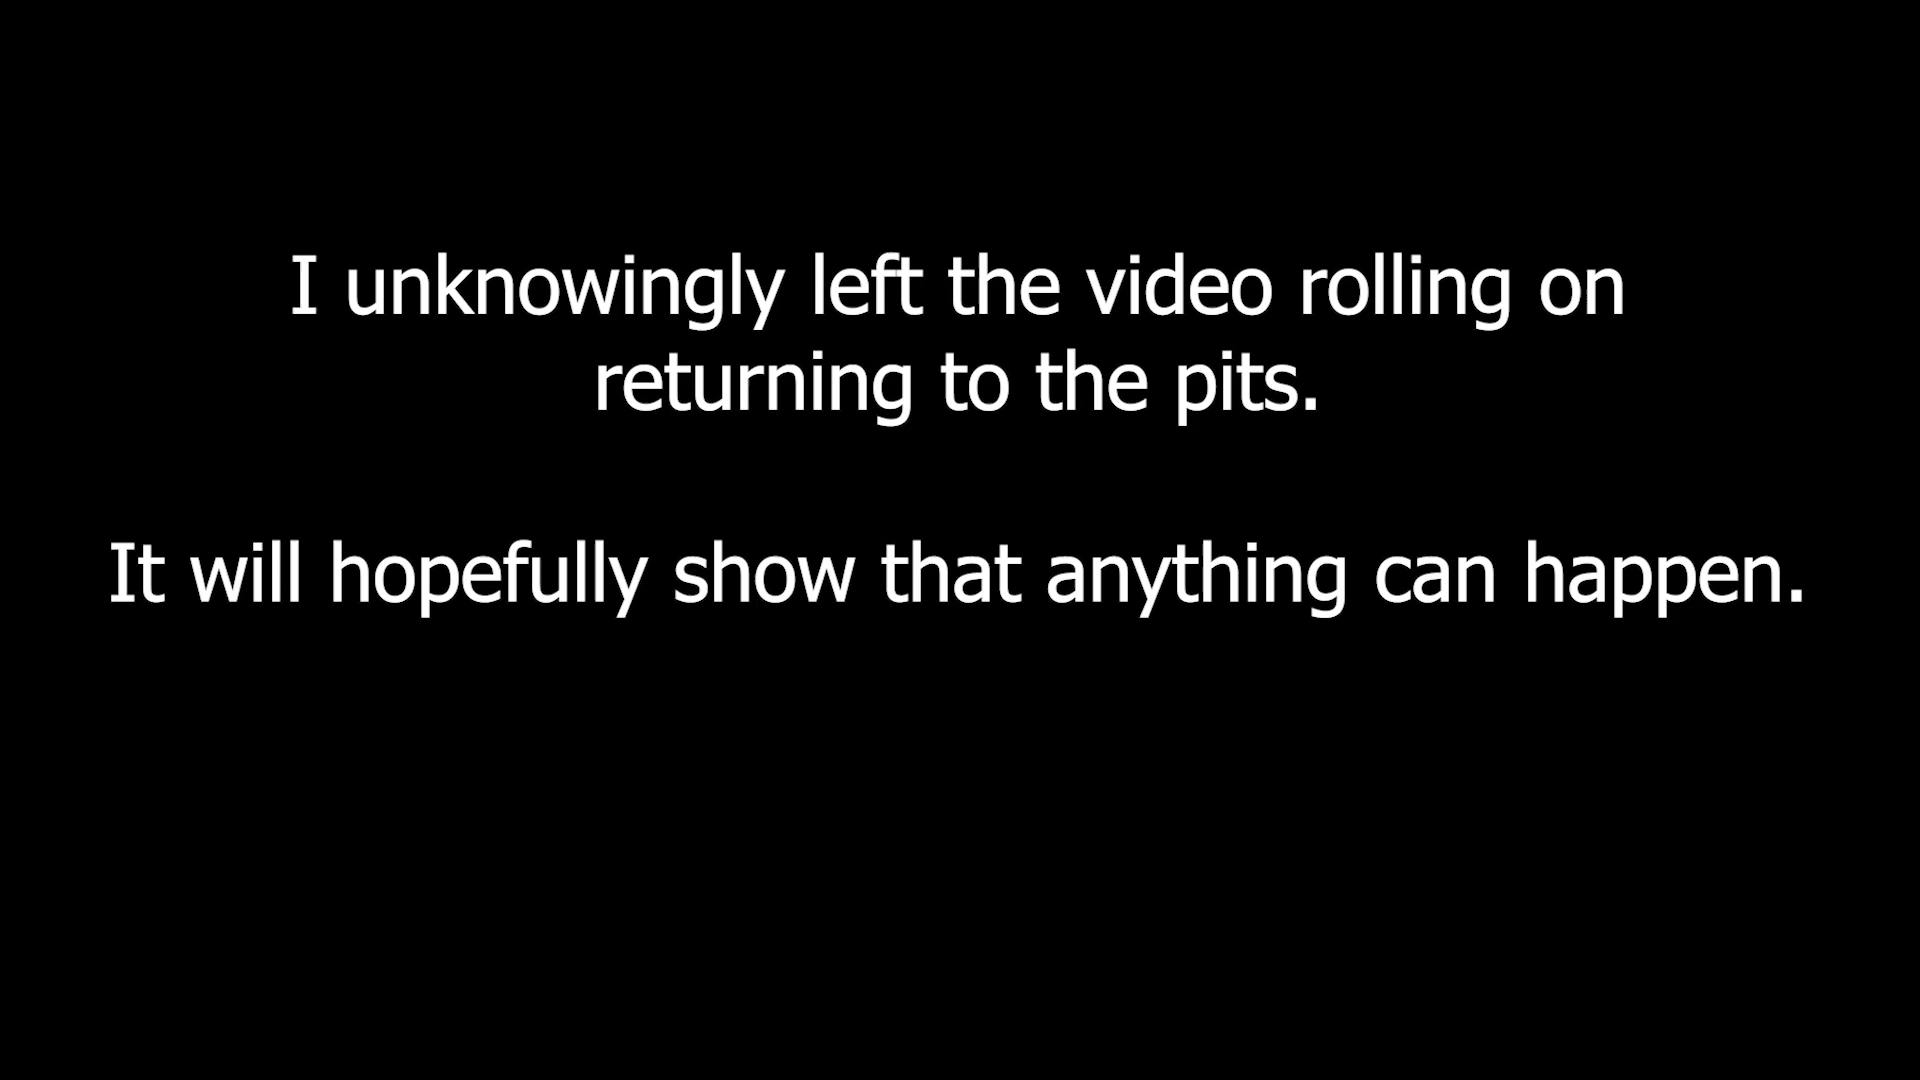 I unknowingly left the video rolling on
returning to the pits.
It will hopefully show that anything can happen.